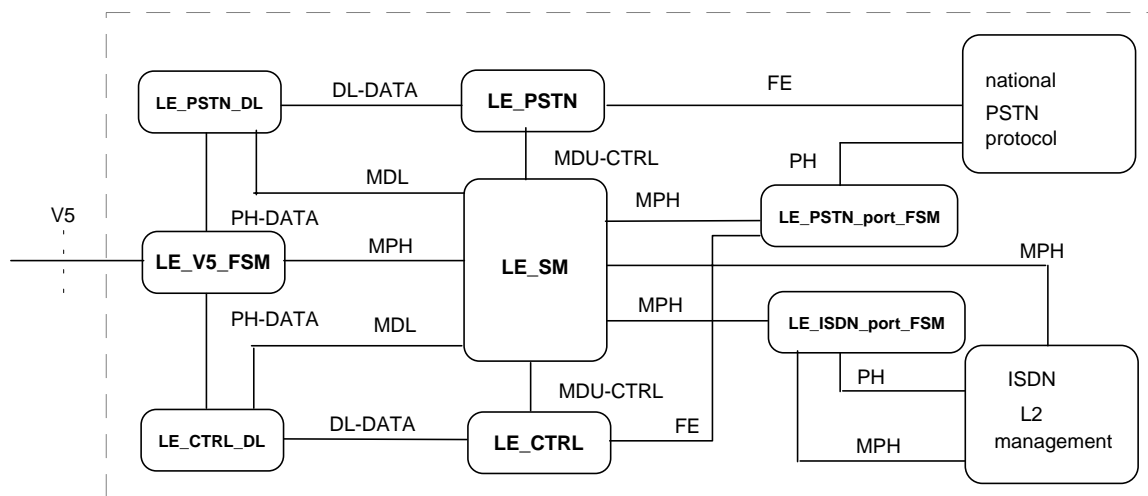 national
FE
DL-DATA
LE_PSTN_DL
LE_PSTN
PSTN
protocol
MDU-CTRL
PH
MDL
MPH
V5
PH-DATA
LE_PSTN_port_FSM
MPH
LE_V5_FSM
LE_SM
MPH
MPH
PH-DATA
MDL
LE_ISDN_port_FSM
PH
ISDN
MDU-CTRL
L2
DL-DATA
FE
LE_CTRL_DL
LE_CTRL
MPH
management